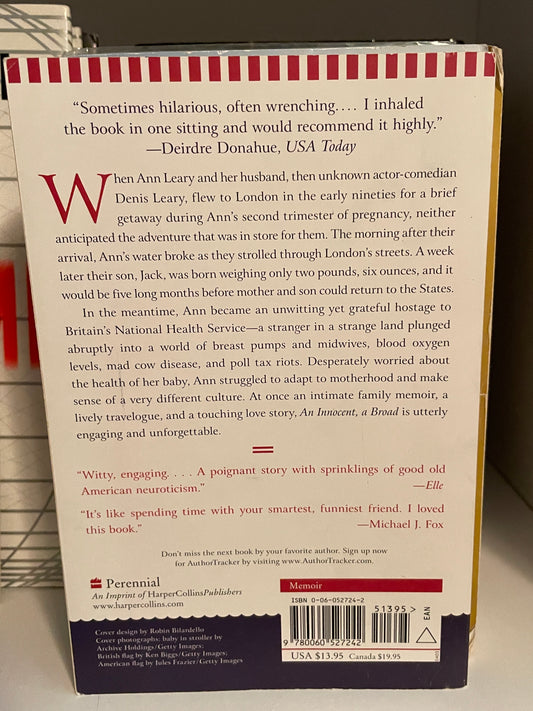 “Sometimes hilarious, often wrenching.... I inhaled
the book in one sitting and would recommend it highly.”
—Deirdre Donahue, USA Today
When Ann Leary and her husband, then unknown actor-comedian
Denis Leary, flew to London in the early nineties for a brief
getaway during Ann's second trimester of pregnancy, neither
anticipated the adventure that was in store for them. The morning after their
arrival, Ann's water broke as they strolled through London's streets. A week
later their son, Jack, was born weighing only two pounds, six ounces, and it
would be five long months before mother and son could return to the States.
In the meantime, Ann became an unwitting yet grateful hostage to
Britain's National Health Service—a stranger in a strange land plunged
abruptly into a world of breast pumps and midwives, blood oxygen
levels, mad cow disease, and poll tax riots. Desperately worried about
the health of her baby, Ann struggled to adapt to motherhood and make
sense of a very different culture. At once an intimate family memoir, a
lively travelogue, and a touching love story, An Innocent, a Broad is utterly
engaging and unforgettable.
“Witty, engaging. . . . A poignant story with sprinklings of good old
American neuroticism.” —Elle
“It's like spending time with your smartest, funniest friend. I loved
this book.” —Michael J. Fox
Don't miss the next book by your favorite author. Sign up now
for AuthorTracker by visiting www.AuthorTracker.com.
Perennial
An Imprint of HarperCollinsPublishers
www.harpercollins.com
Cover design by Robin Bilardello
Cover photographs: baby in stroller by
Archive Holdings/Getty Images;
British flag by Ken Biggs/Getty Images;
American flag by Jules Frazier/Getty Images
Memoir
ISBN 0-06-052724-2
51395 >
EAN
9 780060 527242
USA $13.95 Canada $19.95